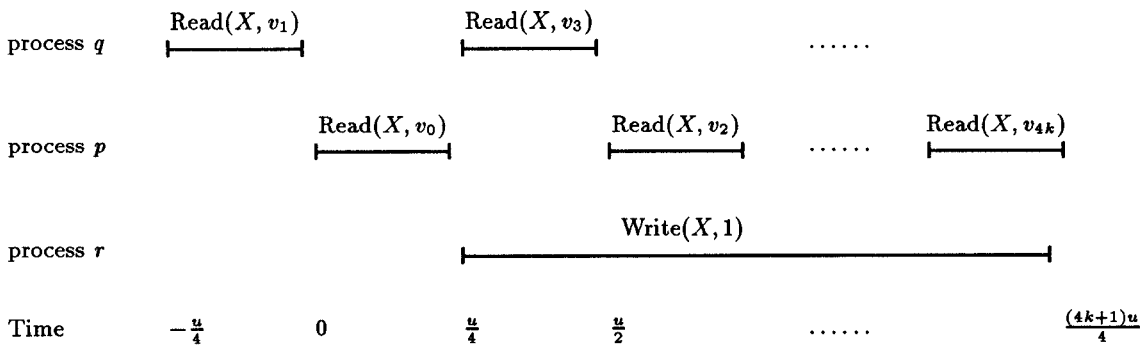 Read(X, v₁) Read(X, v₃)
process q ......
Read(X, v₀) Read(X, v₂) Read(X, v₄ₖ)
process p ......
Write(X, 1)
process r
Time −u/4 0 u/4 u/2 ...... (4k+1)u/4